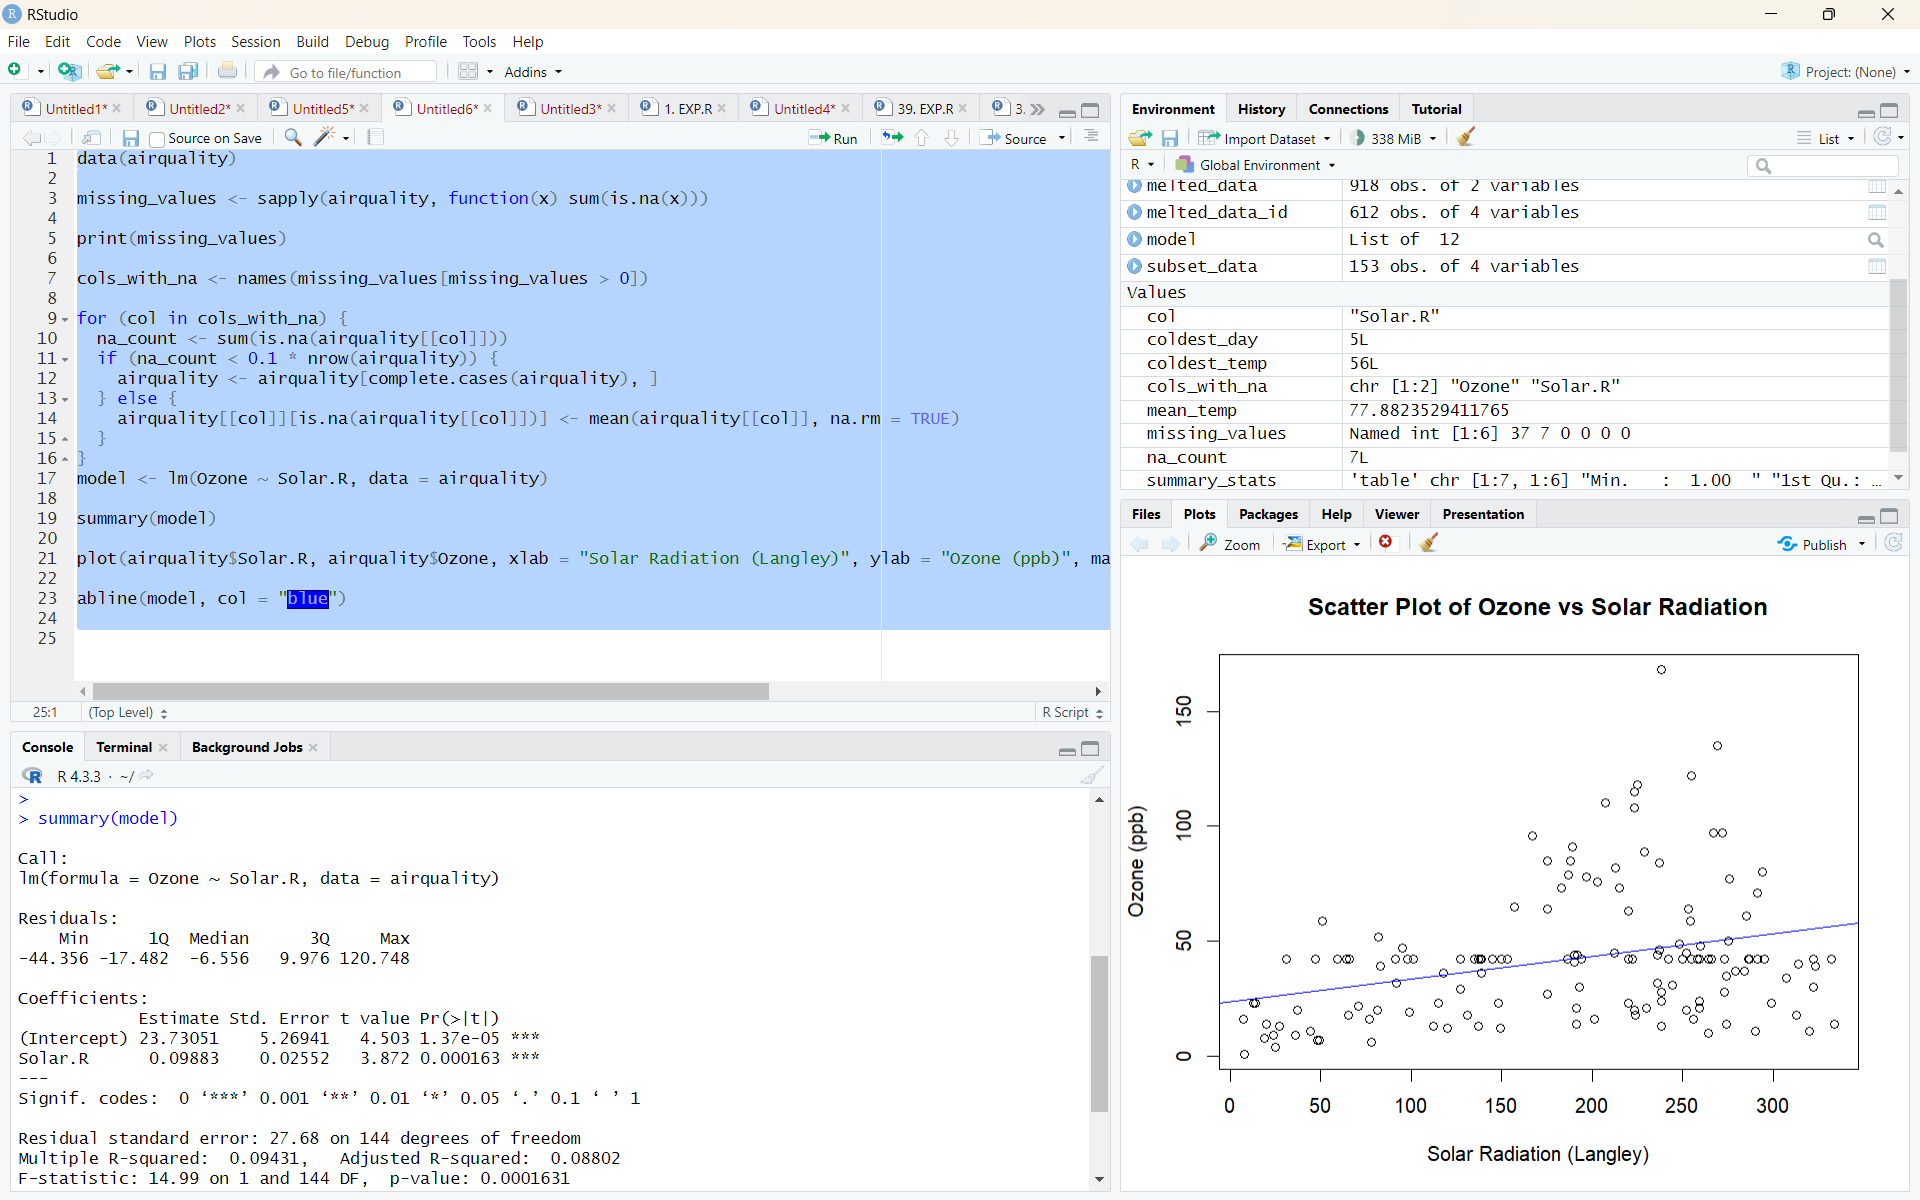 RStudio
File Edit Code View Plots Session Build Debug Profile Tools Help
Go to file/function Addins Project: (None)
Untitled1* Untitled2* Untitled5* Untitled6* Untitled3* 1. EXP.R Untitled4* 39. EXP.R 3.
Source on Save Run Source
1 data(airquality)
2
3 missing_values <- sapply(airquality, function(x) sum(is.na(x)))
4
5 print(missing_values)
6
7 cols_with_na <- names(missing_values[missing_values > 0])
8
9 for (col in cols_with_na) {
10 na_count <- sum(is.na(airquality[[col]]))
11 if (na_count < 0.1 * nrow(airquality)) {
12 airquality <- airquality[complete.cases(airquality), ]
13 } else {
14 airquality[[col]][is.na(airquality[[col]])] <- mean(airquality[[col]], na.rm = TRUE)
15 }
16 }
17 model <- lm(Ozone ~ Solar.R, data = airquality)
18
19 summary(model)
20
21 plot(airquality$Solar.R, airquality$Ozone, xlab = "Solar Radiation (Langley)", ylab = "Ozone (ppb)", ma
22
23 abline(model, col = "blue")
24
25
25:1 (Top Level) R Script
Console Terminal Background Jobs
R 4.3.3 · ~/
>
> summary(model)
Call:
lm(formula = Ozone ~ Solar.R, data = airquality)
Residuals:
Min 1Q Median 3Q Max
-44.356 -17.482 -6.556 9.976 120.748
Coefficients:
Estimate Std. Error t value Pr(>|t|)
(Intercept) 23.73051 5.26941 4.503 1.37e-05 ***
Solar.R 0.09883 0.02552 3.872 0.000163 ***
---
Signif. codes: 0 ‘***’ 0.001 ‘**’ 0.01 ‘*’ 0.05 ‘.’ 0.1 ‘ ’ 1
Residual standard error: 27.68 on 144 degrees of freedom
Multiple R-squared: 0.09431, Adjusted R-squared: 0.08802
F-statistic: 14.99 on 1 and 144 DF, p-value: 0.0001631
Environment History Connections Tutorial
Import Dataset 338 MiB List
R Global Environment
melted_data 918 obs. of 2 variables
melted_data_id 612 obs. of 4 variables
model List of 12
subset_data 153 obs. of 4 variables
Values
col "Solar.R"
coldest_day 5L
coldest_temp 56L
cols_with_na chr [1:2] "Ozone" "Solar.R"
mean_temp 77.8823529411765
missing_values Named int [1:6] 37 7 0 0 0 0
na_count 7L
summary_stats 'table' chr [1:7, 1:6] "Min. : 1.00 " "1st Qu.: …
Files Plots Packages Help Viewer Presentation
Zoom Export Publish
Scatter Plot of Ozone vs Solar Radiation
Ozone (ppb)
150
100
50
0
0 50 100 150 200 250 300
Solar Radiation (Langley)